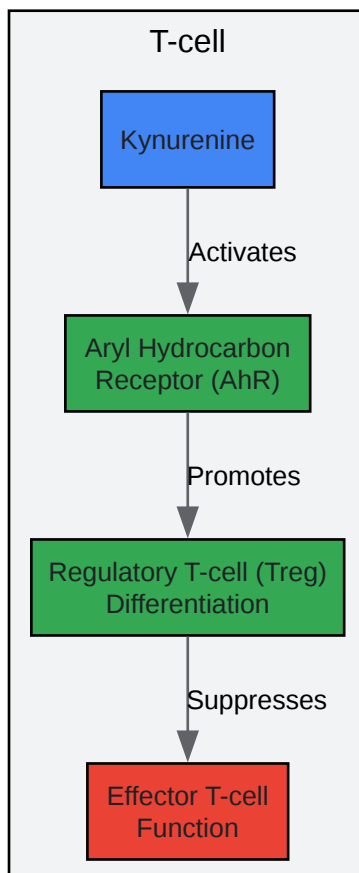 T-cell
Kynurenine
Activates
Aryl Hydrocarbon
Receptor (AhR)
Promotes
Regulatory T-cell (Treg)
Differentiation
Suppresses
Effector T-cell
Function